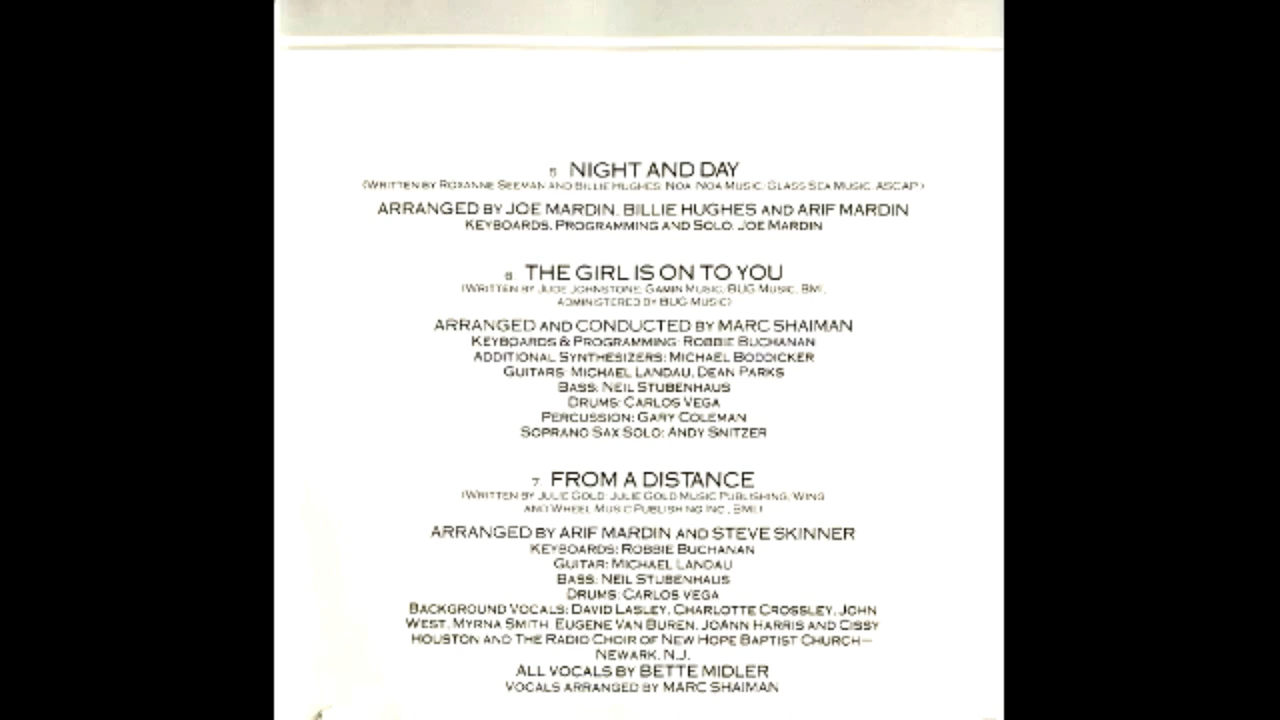 5. NIGHT AND DAY
(WRITTEN BY ROXANNE SEEMAN AND BILLIE HUGHES. NOA NOA MUSIC/GLASS SEA MUSIC, ASCAP)
ARRANGED BY JOE MARDIN, BILLIE HUGHES AND ARIF MARDIN
KEYBOARDS, PROGRAMMING AND SOLO: JOE MARDIN
6. THE GIRL IS ON TO YOU
(WRITTEN BY JUDE JOHNSTONE. GAMIN MUSIC/BUG MUSIC, BMI,
ADMINISTERED BY BUG MUSIC)
ARRANGED AND CONDUCTED BY MARC SHAIMAN
KEYBOARDS & PROGRAMMING: ROBBIE BUCHANAN
ADDITIONAL SYNTHESIZERS: MICHAEL BODDICKER
GUITARS: MICHAEL LANDAU, DEAN PARKS
BASS: NEIL STUBENHAUS
DRUMS: CARLOS VEGA
PERCUSSION: GARY COLEMAN
SOPRANO SAX SOLO: ANDY SNITZER
7. FROM A DISTANCE
(WRITTEN BY JULIE GOLD. JULIE GOLD MUSIC PUBLISHING, WING
AND WHEEL MUSIC PUBLISHING INC., BMI)
ARRANGED BY ARIF MARDIN AND STEVE SKINNER
KEYBOARDS: ROBBIE BUCHANAN
GUITAR: MICHAEL LANDAU
BASS: NEIL STUBENHAUS
DRUMS: CARLOS VEGA
BACKGROUND VOCALS: DAVID LASLEY, CHARLOTTE CROSSLEY, JOHN
WEST, MYRNA SMITH, EUGENE VAN BUREN, JOANN HARRIS AND CISSY
HOUSTON AND THE RADIO CHOIR OF NEW HOPE BAPTIST CHURCH—
NEWARK, N.J.
ALL VOCALS BY BETTE MIDLER
VOCALS ARRANGED BY MARC SHAIMAN